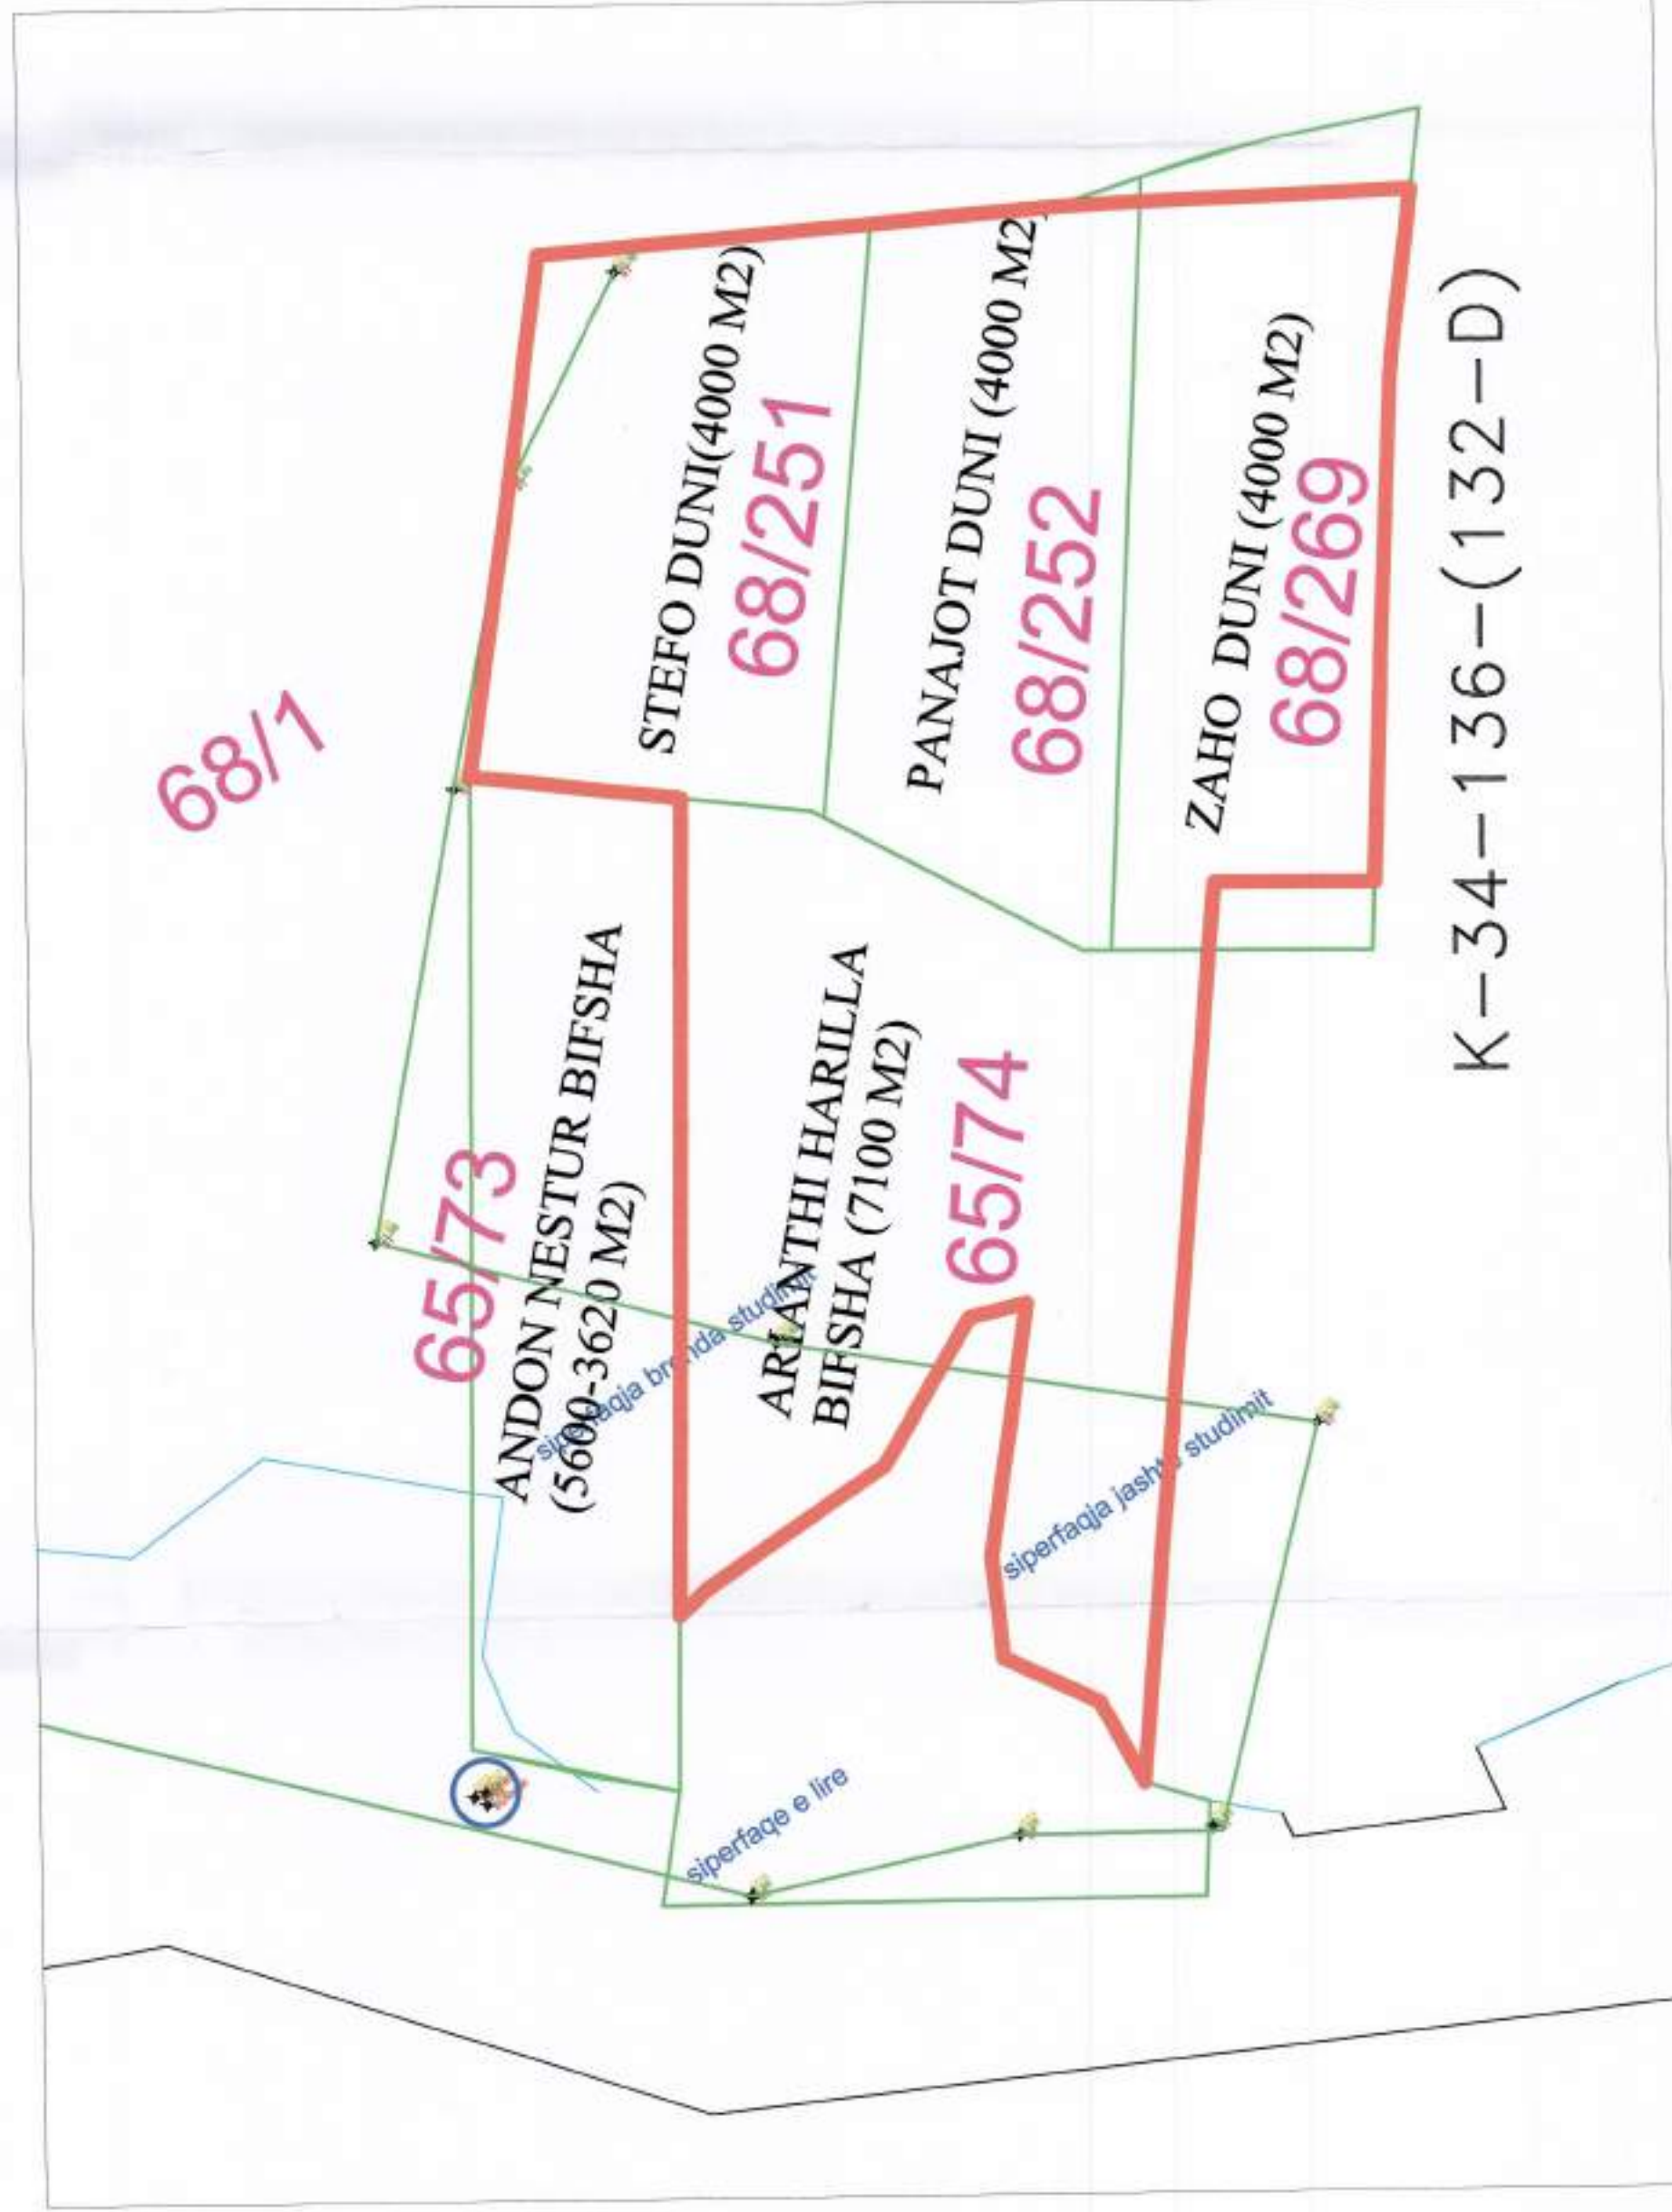 68/1
STEFO DUNI(4000 M2)
68/251
PANAJOT DUNI (4000 M2
68/252
ZAHO DUNI (4000 M2)
68/269
65/73
ANDON NESTUR BIFSHA
(5600-3620 M2)
siperfaqja brenda studimit
ARIANTHI HARILLA
BIFSHA (7100 M2)
65/74
siperfaqja jashte studimit
siperfaqe e lire
K-34-136-(132-D)